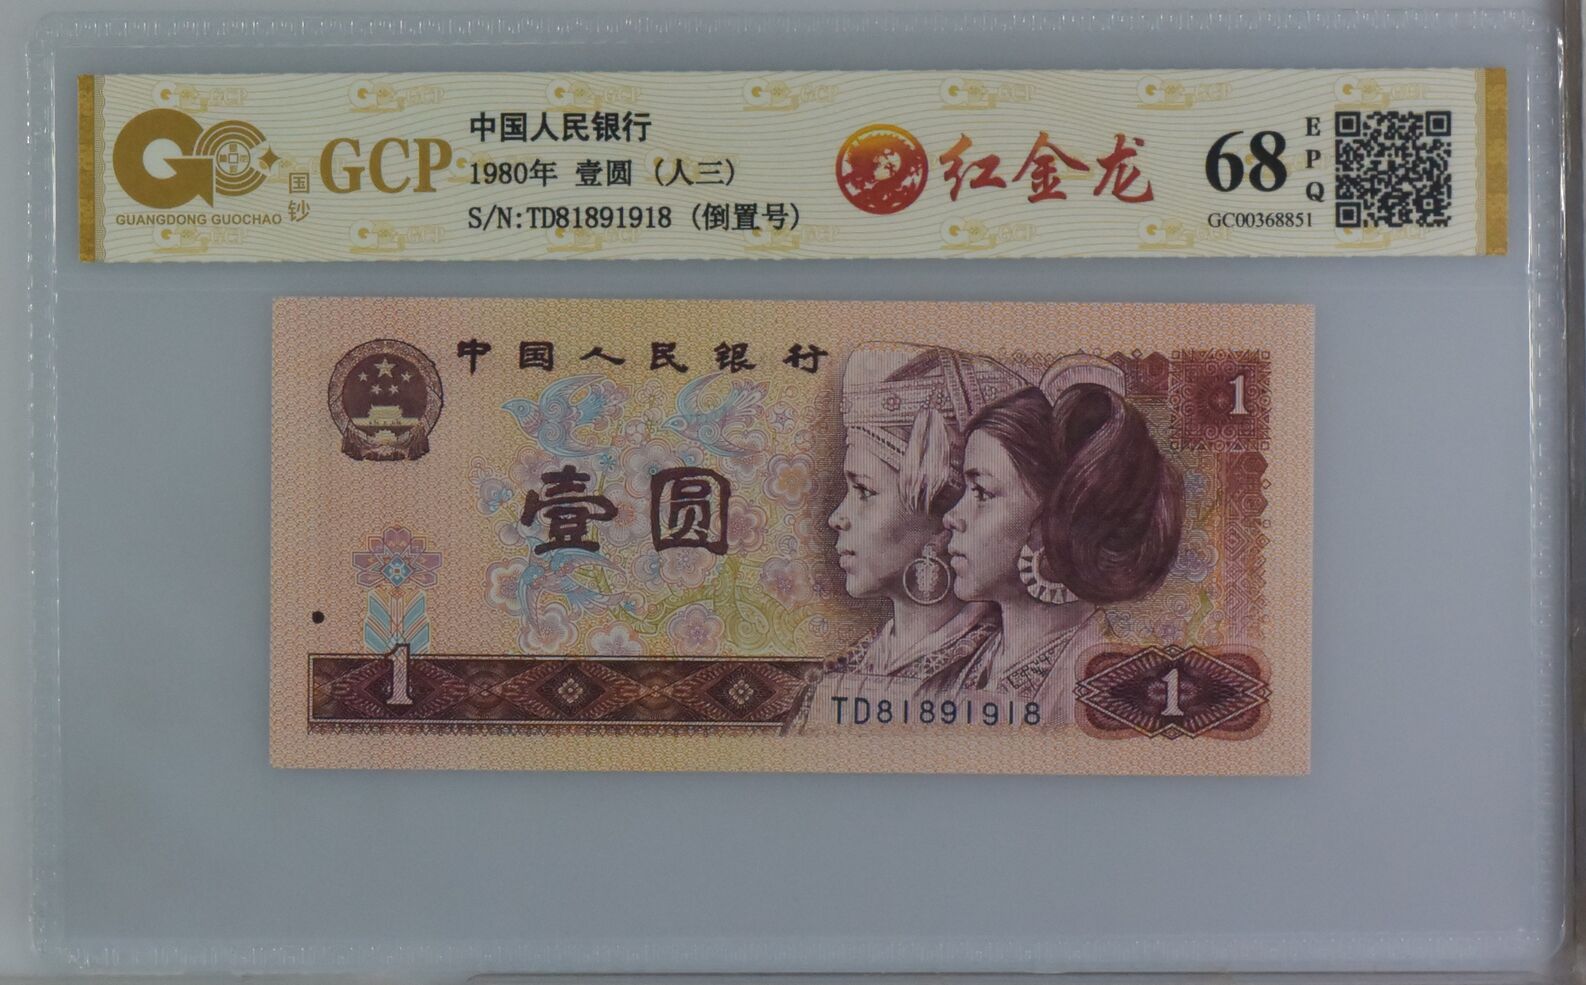 GCP
国钞
GUANGDONG GUOCHAO
中国人民银行
1980年 壹圆 (人三)
S/N:TD81891918 (倒置号)
红金龙
68
EPQ
GC00368851
中国人民银行
1
壹圆
1
TD81891918
1